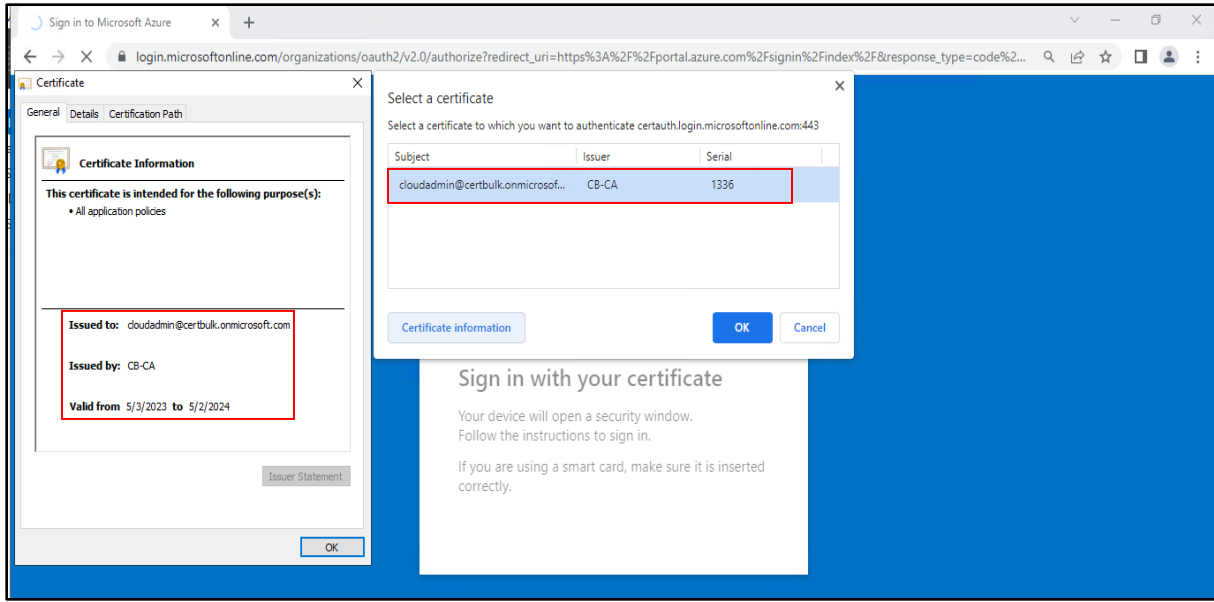 Sign in to Microsoft Azure
login.microsoftonline.com/organizations/oauth2/v2.0/authorize?redirect_uri=https%3A%2F%2Fportal.azure.com%2Fsignin%2Findex%2F&response_type=code%2...
Certificate
General Details Certification Path
Certificate Information
This certificate is intended for the following purpose(s):
• All application policies
Issued to: cloudadmin@certbulk.onmicrosoft.com
Issued by: CB-CA
Valid from 5/3/2023 to 5/2/2024
Issuer Statement
OK
Select a certificate
Select a certificate to which you want to authenticate certauth.login.microsoftonline.com:443
Subject Issuer Serial
cloudadmin@certbulk.onmicrosof... CB-CA 1336
Certificate information OK Cancel
Sign in with your certificate
Your device will open a security window.
Follow the instructions to sign in.
If you are using a smart card, make sure it is inserted
correctly.